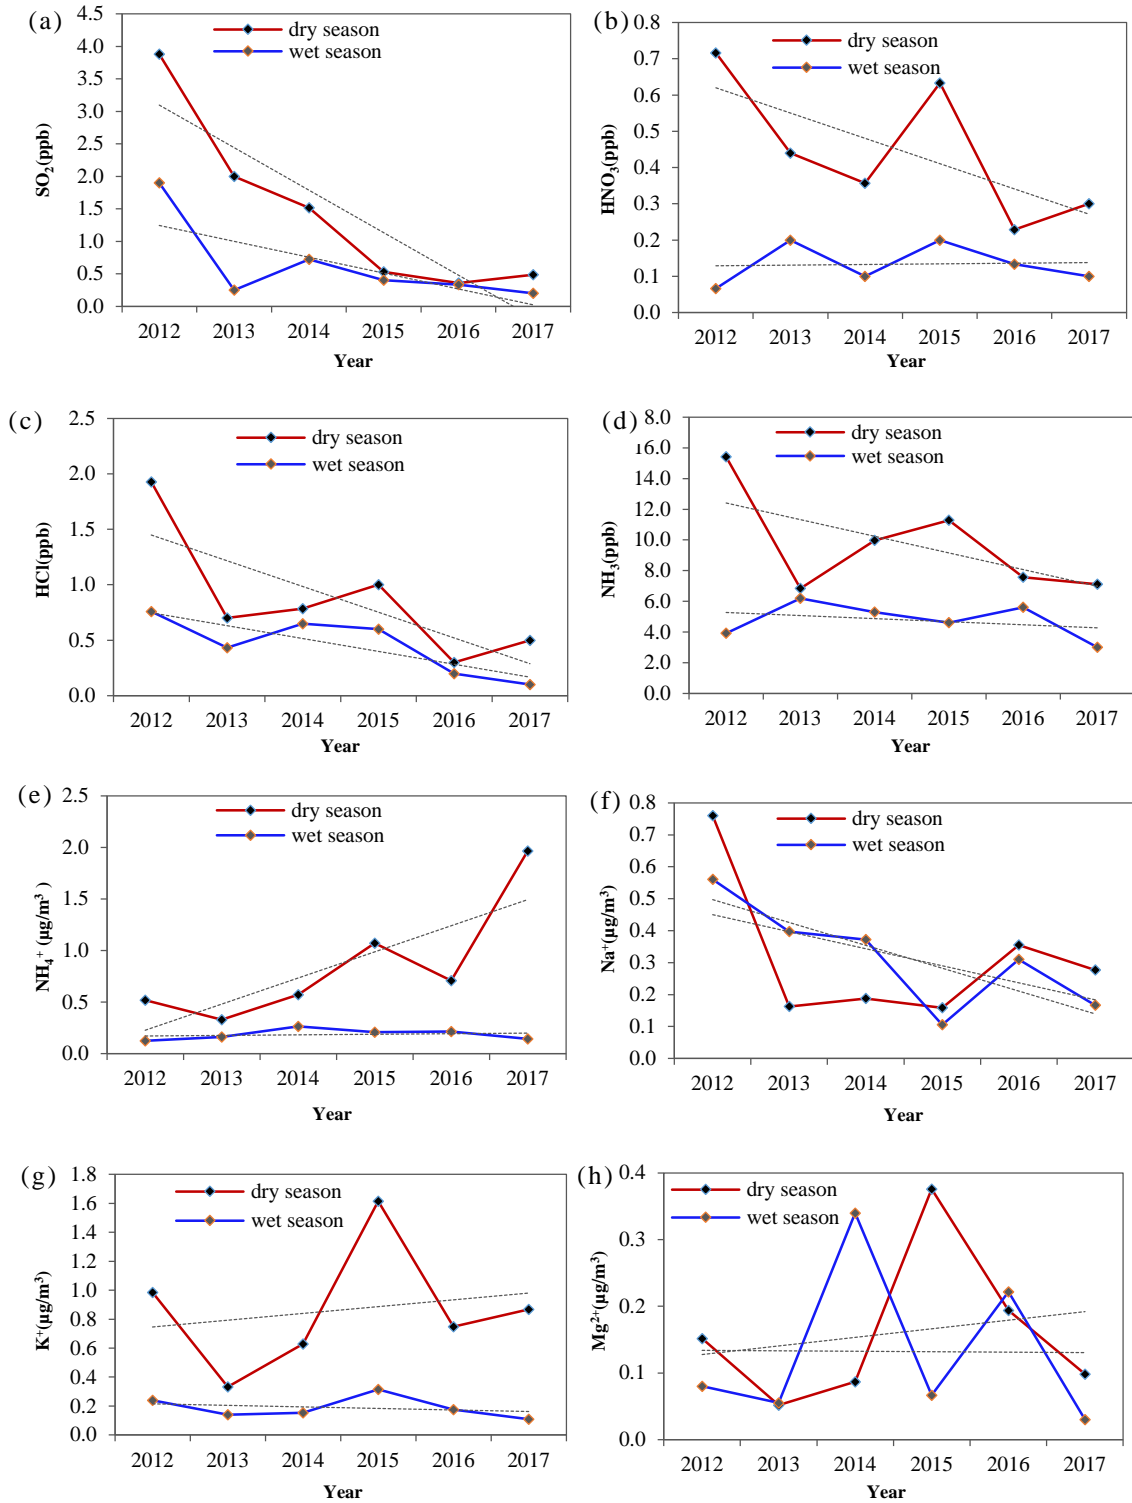 (a)
4.5
4.0
3.5
3.0
2.5
2.0
1.5
1.0
0.5
0.0
SO₂(ppb)
dry season
wet season
2012 2013 2014 2015 2016 2017
Year
(b)
0.8
0.7
0.6
0.5
0.4
0.3
0.2
0.1
0.0
HNO₃(ppb)
dry season
wet season
2012 2013 2014 2015 2016 2017
Year
(c)
2.5
2.0
1.5
1.0
0.5
0.0
HCl(ppb)
dry season
wet season
2012 2013 2014 2015 2016 2017
Year
(d)
18.0
16.0
14.0
12.0
10.0
8.0
6.0
4.0
2.0
0.0
NH₃(ppb)
dry season
wet season
2012 2013 2014 2015 2016 2017
Year
(e)
2.5
2.0
1.5
1.0
0.5
0.0
NH₄⁺ (μg/m³ )
dry season
wet season
2012 2013 2014 2015 2016 2017
Year
(f)
0.8
0.7
0.6
0.5
0.4
0.3
0.2
0.1
0.0
Na⁺(μg/m³)
dry season
wet season
2012 2013 2014 2015 2016 2017
Year
(g)
1.8
1.6
1.4
1.2
1.0
0.8
0.6
0.4
0.2
0.0
K⁺(μg/m³)
dry season
wet season
2012 2013 2014 2015 2016 2017
Year
(h)
0.4
0.3
0.2
0.1
0.0
Mg²⁺(μg/m³)
dry season
wet season
2012 2013 2014 2015 2016 2017
Year